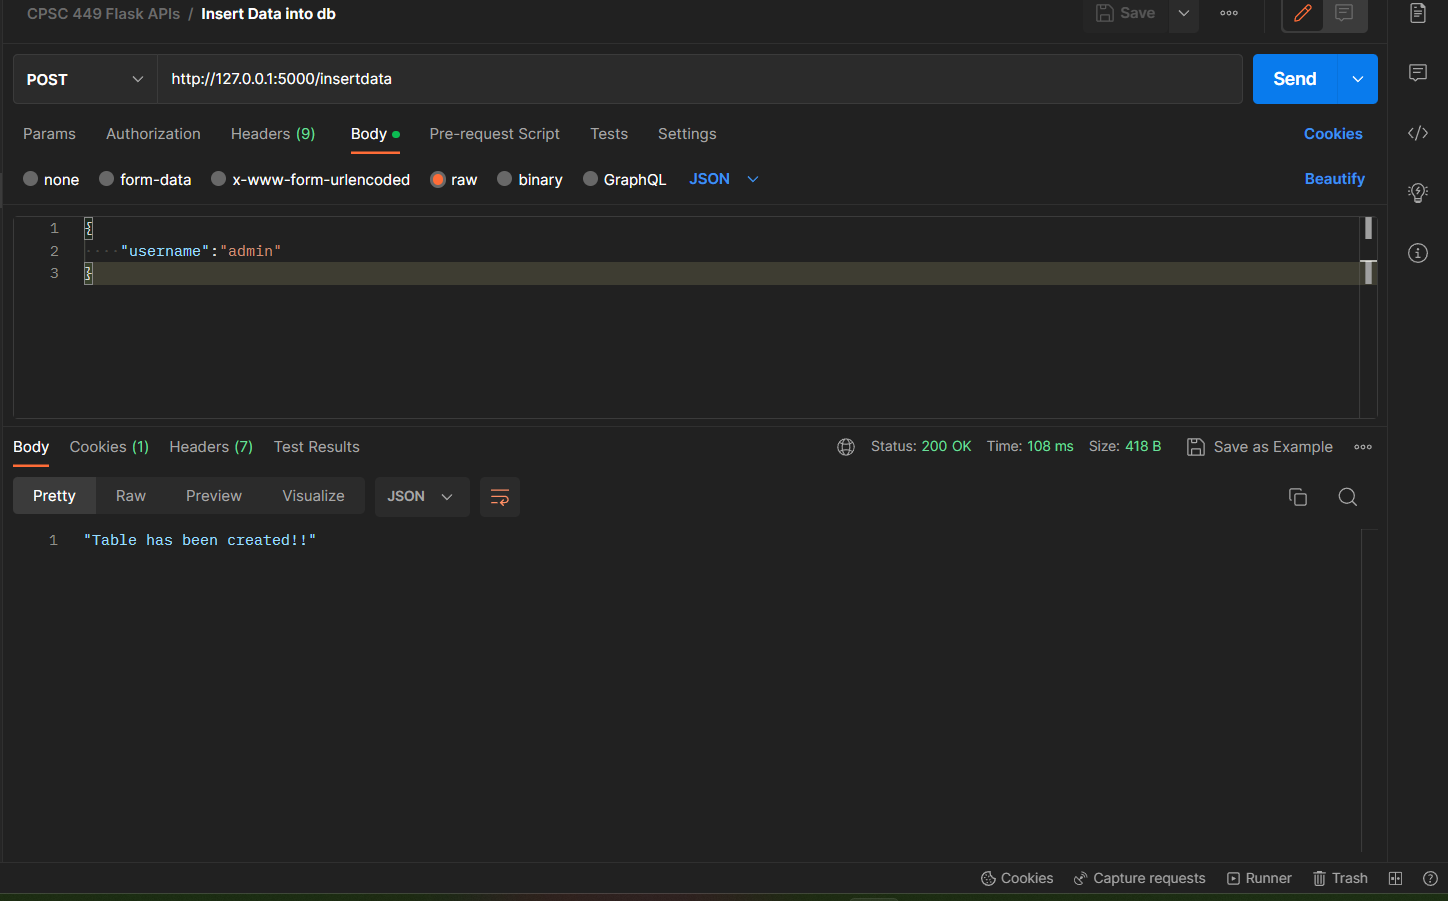 CPSC 449 Flask APIs / Insert Data into db
Save
POST http://127.0.0.1:5000/insertdata Send
Params Authorization Headers (9) Body Pre-request Script Tests Settings Cookies
none form-data x-www-form-urlencoded raw binary GraphQL JSON Beautify
1 {
2 "username":"admin"
3 }
Body Cookies (1) Headers (7) Test Results Status: 200 OK Time: 108 ms Size: 418 B Save as Example
Pretty Raw Preview Visualize JSON
1 "Table has been created!!"
Cookies Capture requests Runner Trash